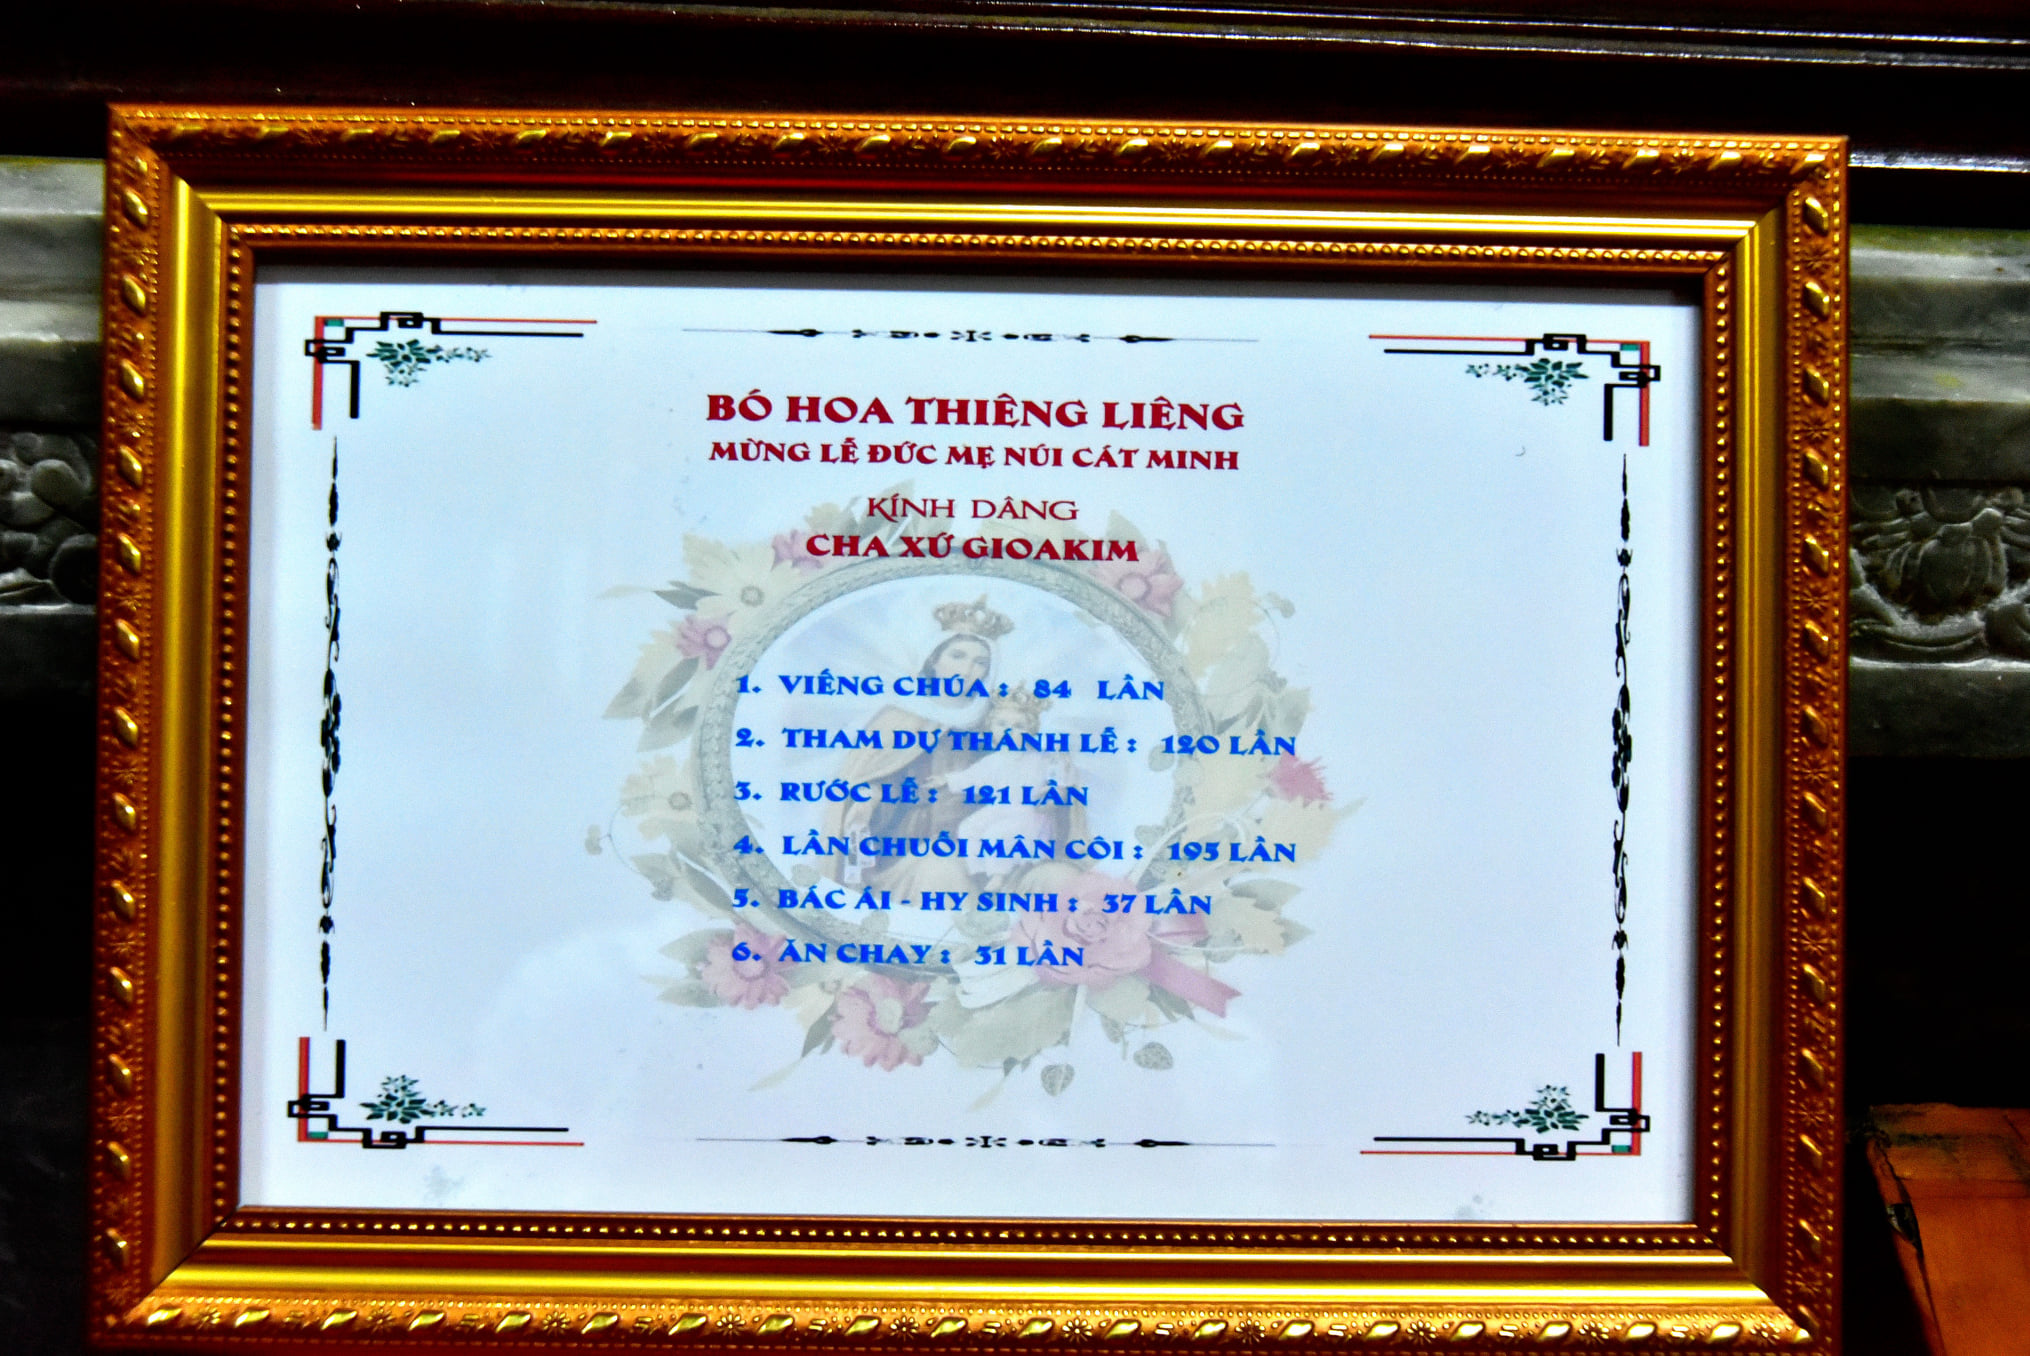 BÓ HOA THIÊNG LIÊNG
MỪNG LỄ ĐỨC MẸ NÚI CÁT MINH
KÍNH DÂNG
CHA XỨ GIOAKIM
1. VIẾNG CHÚA : 84 LẦN
2. THAM DỰ THÁNH LỄ : 120 LẦN
3. RƯỚC LỄ : 121 LẦN
4. LẦN CHUỖI MÂN CÔI : 195 LẦN
5. BÁC ÁI - HY SINH : 37 LẦN
6. ĂN CHAY : 31 LẦN